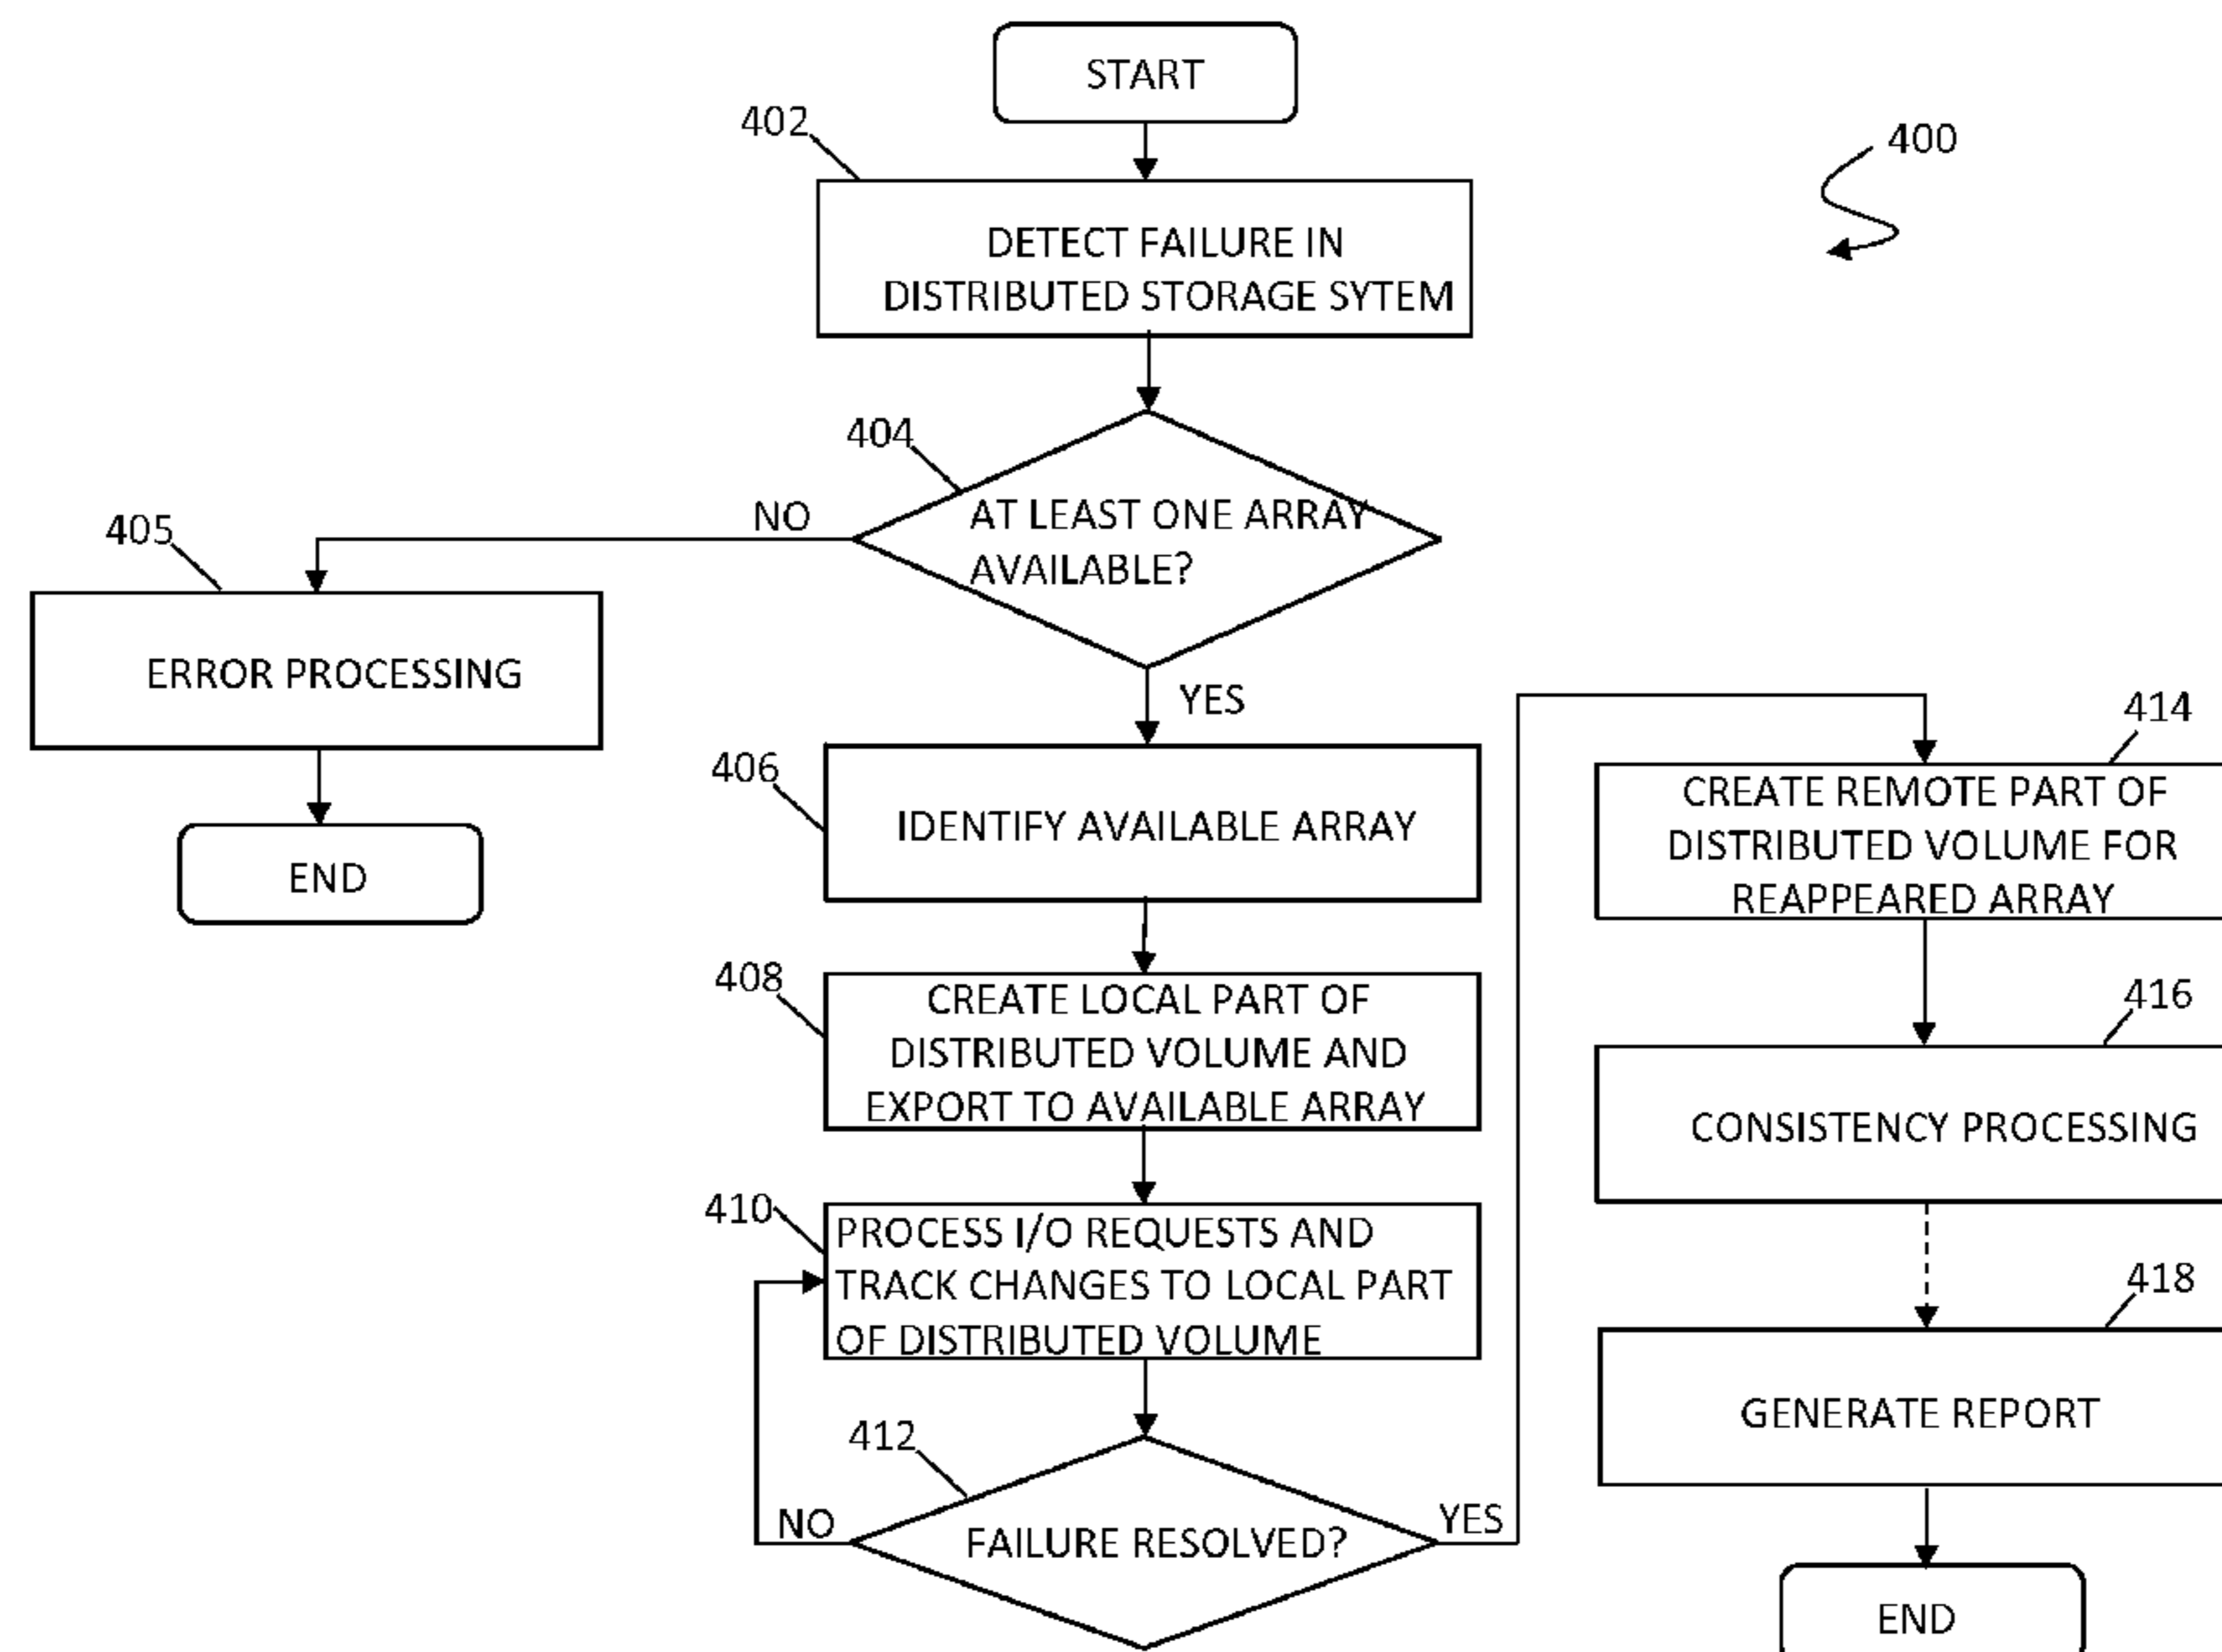 START
402
400
DETECT FAILURE IN
DISTRIBUTED STORAGE SYTEM
404
AT LEAST ONE ARRAY
AVAILABLE?
NO
405
ERROR PROCESSING
END
YES
406
IDENTIFY AVAILABLE ARRAY
408
CREATE LOCAL PART OF
DISTRIBUTED VOLUME AND
EXPORT TO AVAILABLE ARRAY
410
PROCESS I/O REQUESTS AND
TRACK CHANGES TO LOCAL PART
OF DISTRIBUTED VOLUME
412
FAILURE RESOLVED?
NO
YES
414
CREATE REMOTE PART OF
DISTRIBUTED VOLUME FOR
REAPPEARED ARRAY
416
CONSISTENCY PROCESSING
418
GENERATE REPORT
END